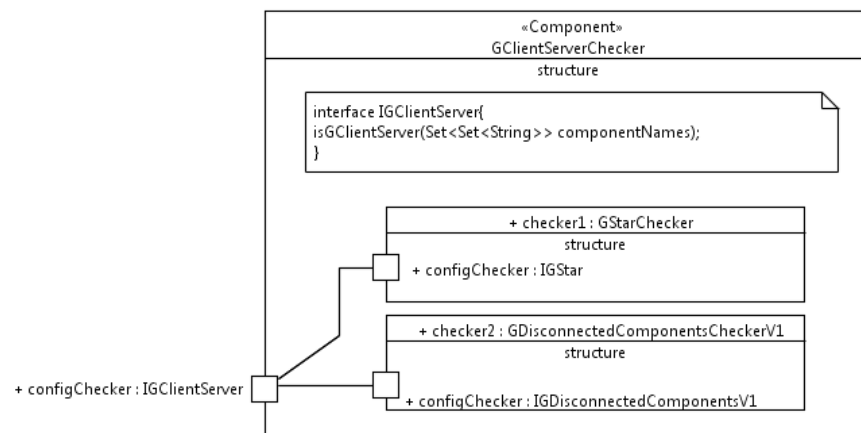 «Component»
GClientServerChecker
structure
interface IGClientServer{
isGClientServer(Set<Set<String>> componentNames);
}
+ checker1 : GStarChecker
structure
+ configChecker : IGStar
+ checker2 : GDisconnectedComponentsCheckerV1
structure
+ configChecker : IGClientServer
+ configChecker : IGDisconnectedComponentsV1